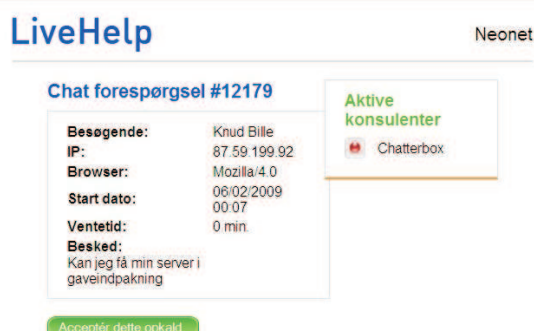 LiveHelp
Neonet
Chat forespørgsel #12179
Besøgende: Knud Bille
IP: 87.59.199.92
Browser: Mozilla/4.0
Start dato: 06/02/2009
00:07
Ventetid: 0 min.
Besked:
Kan jeg få min server i
gaveindpakning
Aktive
konsulenter
Chatterbox
Acceptér dette opkald